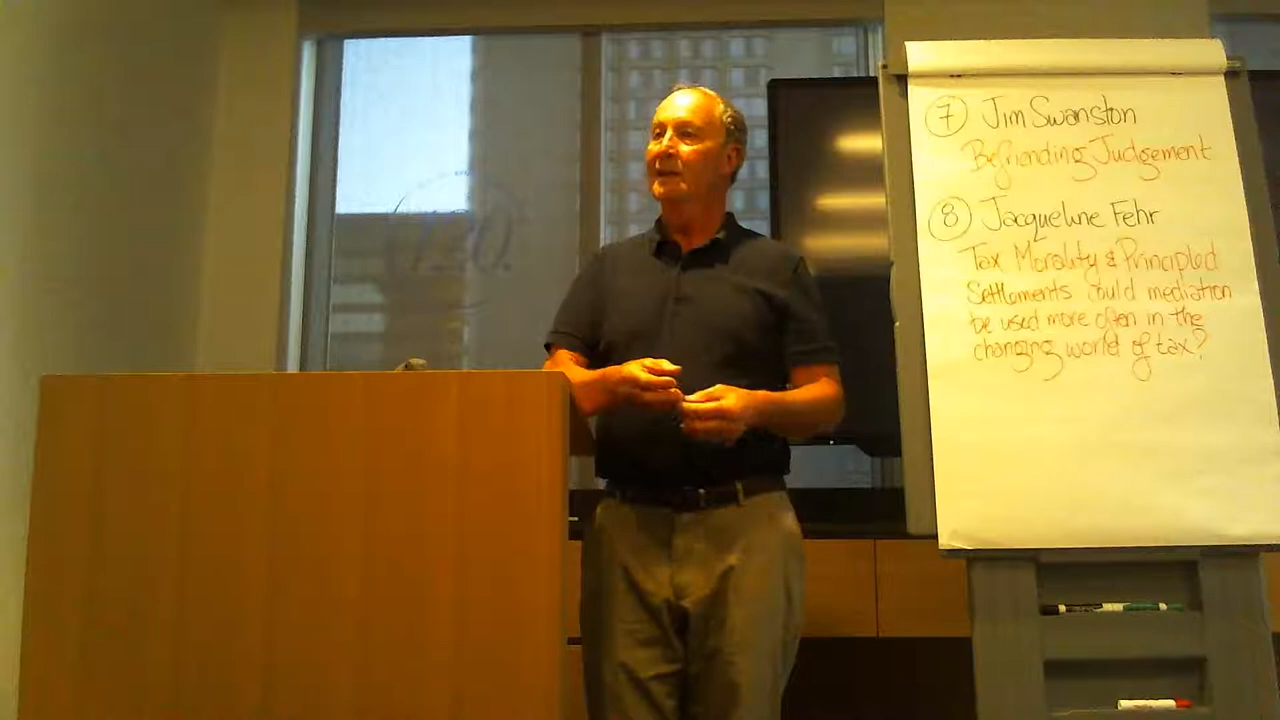 7 Jim Swanston
Befriending Judgement
8 Jacqueline Fehr
Tax Morality & Principled
Settlements could mediation
be used more often in the
changing world of tax?